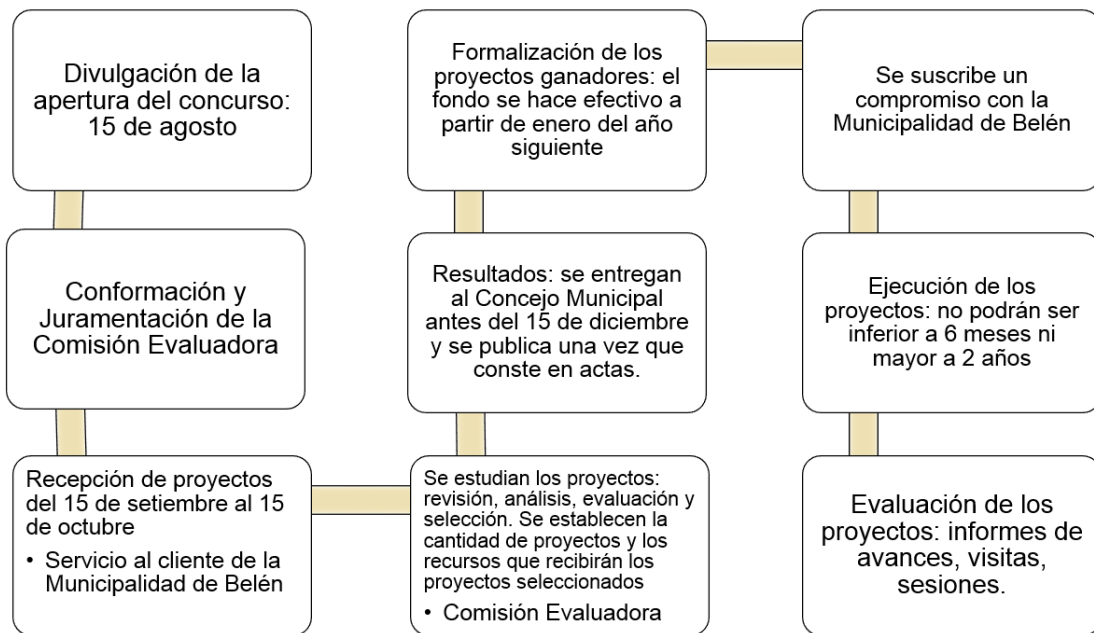 Divulgación de la
apertura del concurso:
15 de agosto
Conformación y
Juramentación de la
Comisión Evaluadora
Recepción de proyectos
del 15 de setiembre al 15
de octubre
• Servicio al cliente de la
Municipalidad de Belén
Se estudian los proyectos:
revisión, análisis, evaluación y
selección. Se establecen la
cantidad de proyectos y los
recursos que recibirán los
proyectos seleccionados
• Comisión Evaluadora
Resultados: se entregan
al Concejo Municipal
antes del 15 de diciembre
y se publica una vez que
conste en actas.
Formalización de los
proyectos ganadores: el
fondo se hace efectivo a
partir de enero del año
siguiente
Se suscribe un
compromiso con la
Municipalidad de Belén
Ejecución de los
proyectos: no podrán ser
inferior a 6 meses ni
mayor a 2 años
Evaluación de los
proyectos: informes de
avances, visitas,
sesiones.